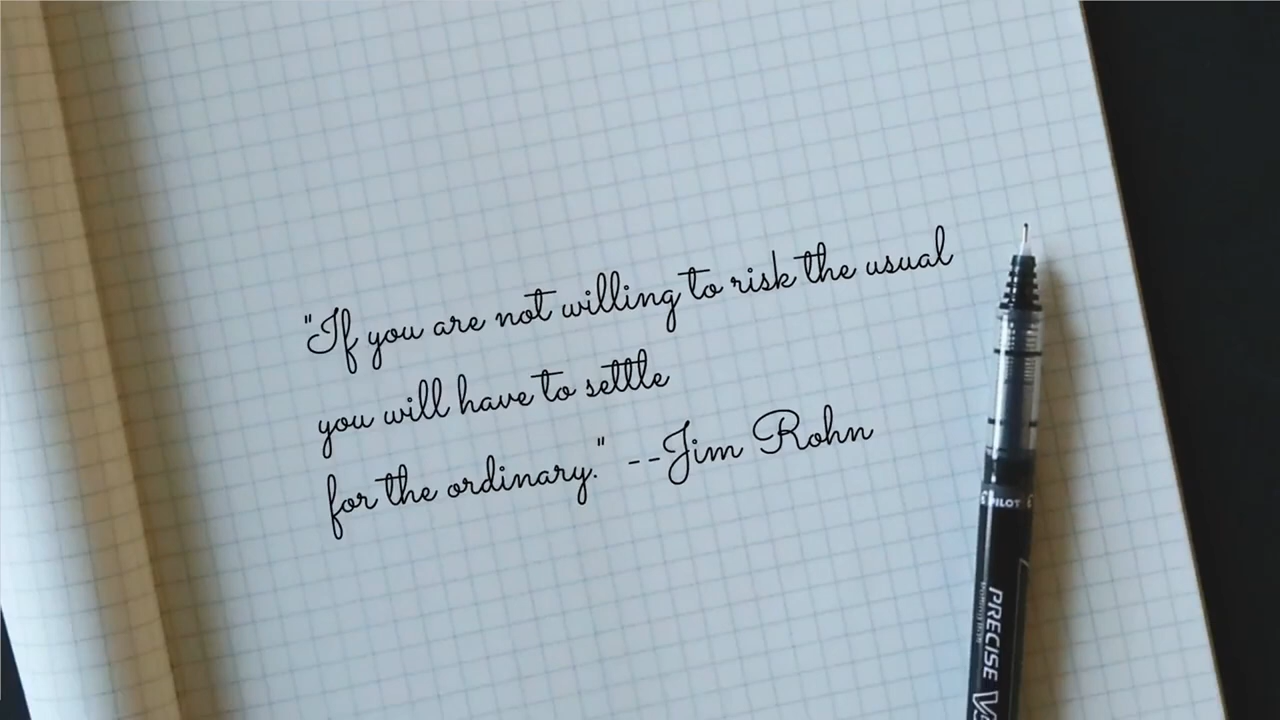 "If you are not willing to risk the usual
you will have to settle
for the ordinary." --Jim Rohn
PILOT
PRECISE V5